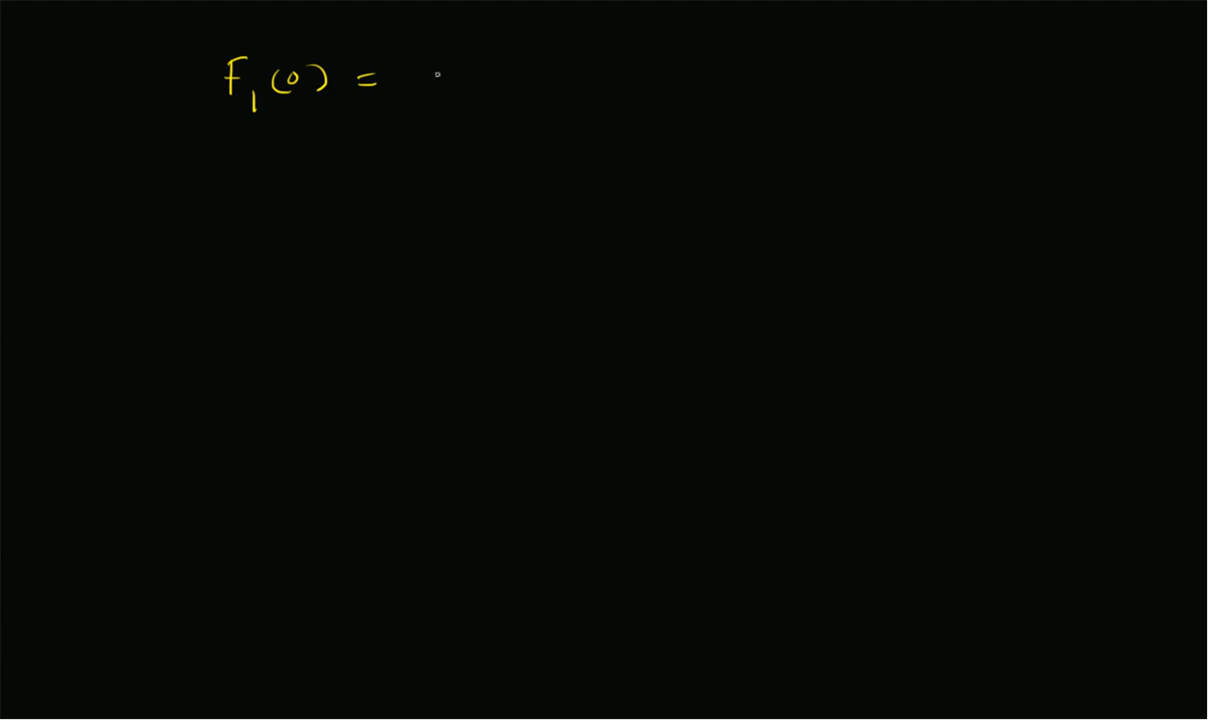 F₁(0) =